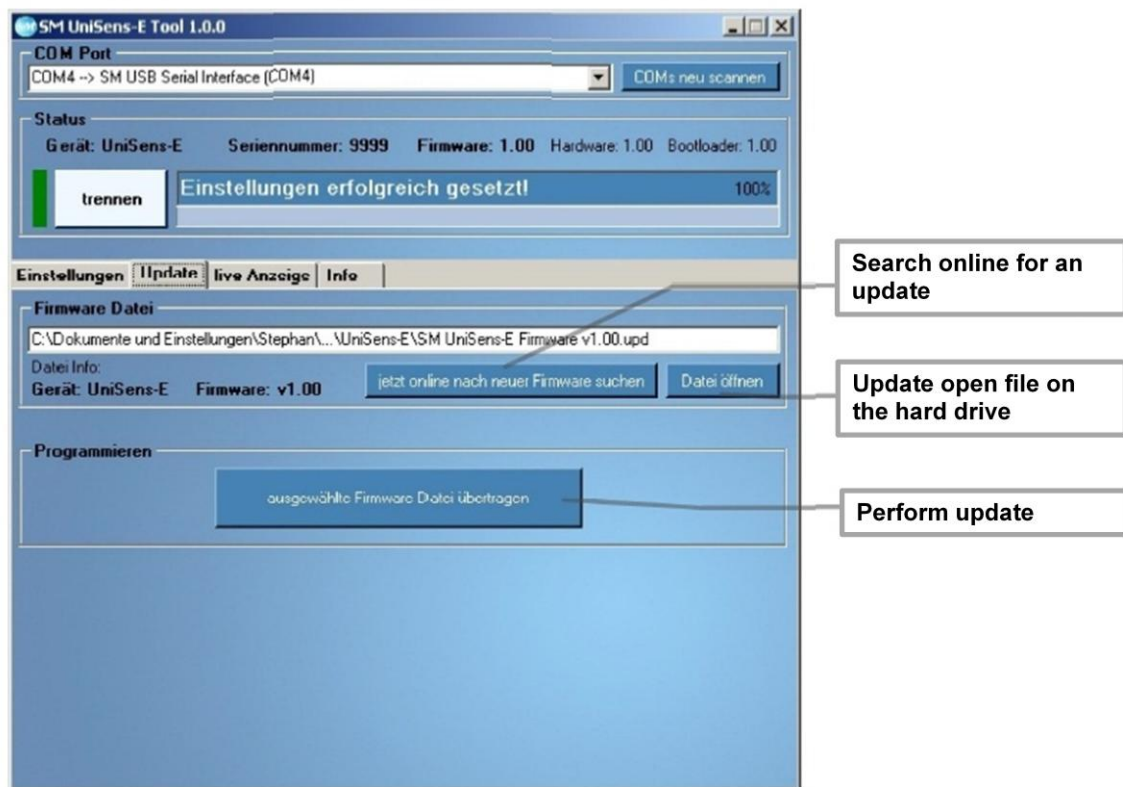 SM UniSens-E Tool 1.0.0
COM Port
COM4 --> SM USB Serial Interface (COM4)
COMs neu scannen
Status
Gerät: UniSens-E Seriennummer: 9999 Firmware: 1.00 Hardware: 1.00 Bootloader: 1.00
trennen
Einstellungen erfolgreich gesetzt! 100%
Einstellungen Update live Anzeige Info
Firmware Datei
C:\Dokumente und Einstellungen\Stephan\...\UniSens-E\SM UniSens-E Firmware v1.00.upd
Datei Info:
Gerät: UniSens-E Firmware: v1.00
jetzt online nach neuer Firmware suchen
Datei öffnen
Programmieren
ausgewählte Firmware Datei übertragen
Search online for an
update
Update open file on
the hard drive
Perform update